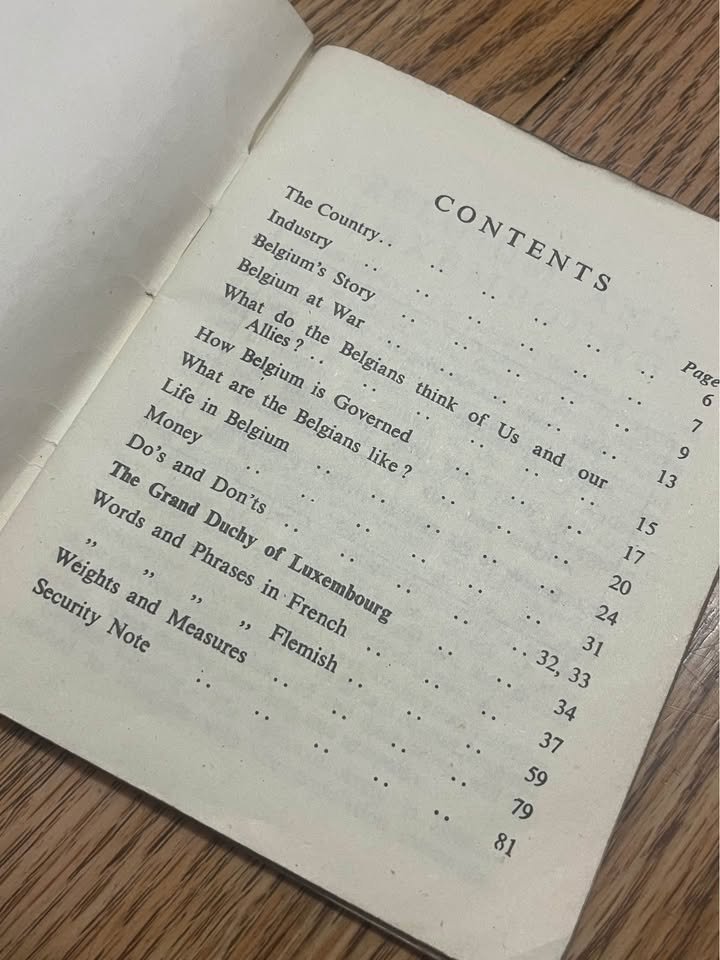 CONTENTS
Page
The Country.. .. .. .. .. .. 6
Industry .. .. .. .. .. .. 7
Belgium's Story .. .. .. .. .. 9
Belgium at War .. .. .. .. .. 13
What do the Belgians think of Us and our
Allies ? .. .. .. .. .. .. 15
How Belgium is Governed .. .. .. 17
What are the Belgians like ? .. .. .. 20
Life in Belgium .. .. .. .. .. 24
Money .. .. .. .. .. .. 31
Do's and Don'ts .. .. .. .. .. 32, 33
The Grand Duchy of Luxembourg .. .. 34
Words and Phrases in French .. .. .. 37
„ „ „ „ Flemish .. .. .. 59
Weights and Measures .. .. .. .. 79
Security Note .. .. .. .. .. 81